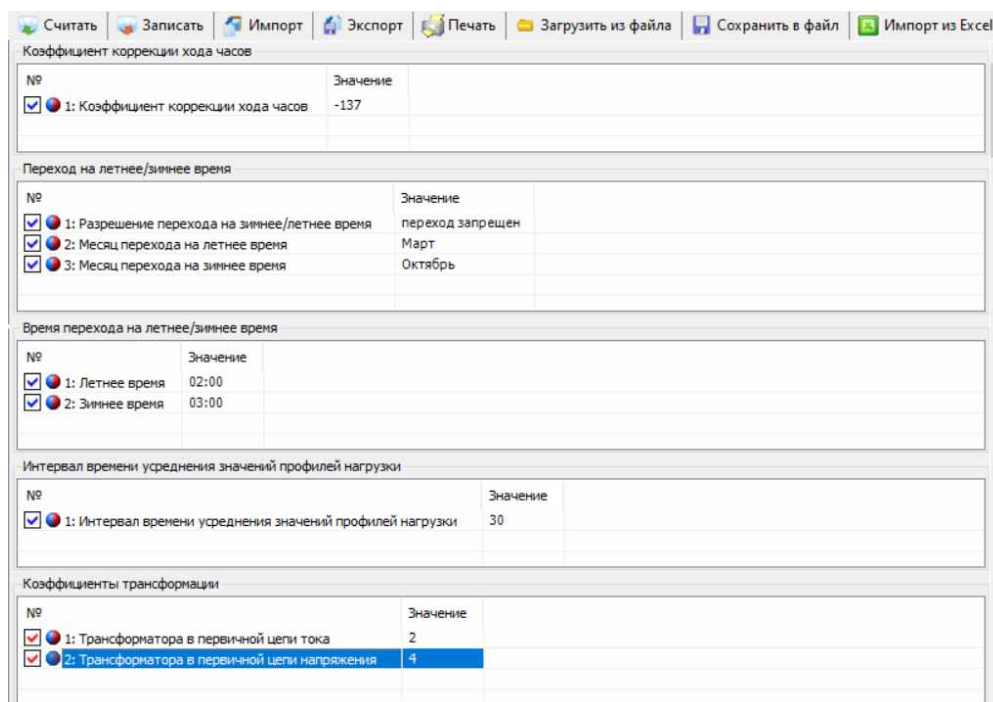 Считать Записать Импорт Экспорт Печать Загрузить из файла Сохранить в файл Импорт из Excel
Коэффициент коррекции хода часов
№ Значение
1: Коэффициент коррекции хода часов -137
Переход на летнее/зимнее время
№ Значение
1: Разрешение перехода на зимнее/летнее время переход запрещен
2: Месяц перехода на летнее время Март
3: Месяц перехода на зимнее время Октябрь
Время перехода на летнее/зимнее время
№ Значение
1: Летнее время 02:00
2: Зимнее время 03:00
Интервал времени усреднения значений профилей нагрузки
№ Значение
1: Интервал времени усреднения значений профилей нагрузки 30
Коэффициенты трансформации
№ Значение
1: Трансформатора в первичной цепи тока 2
2: Трансформатора в первичной цепи напряжения 4